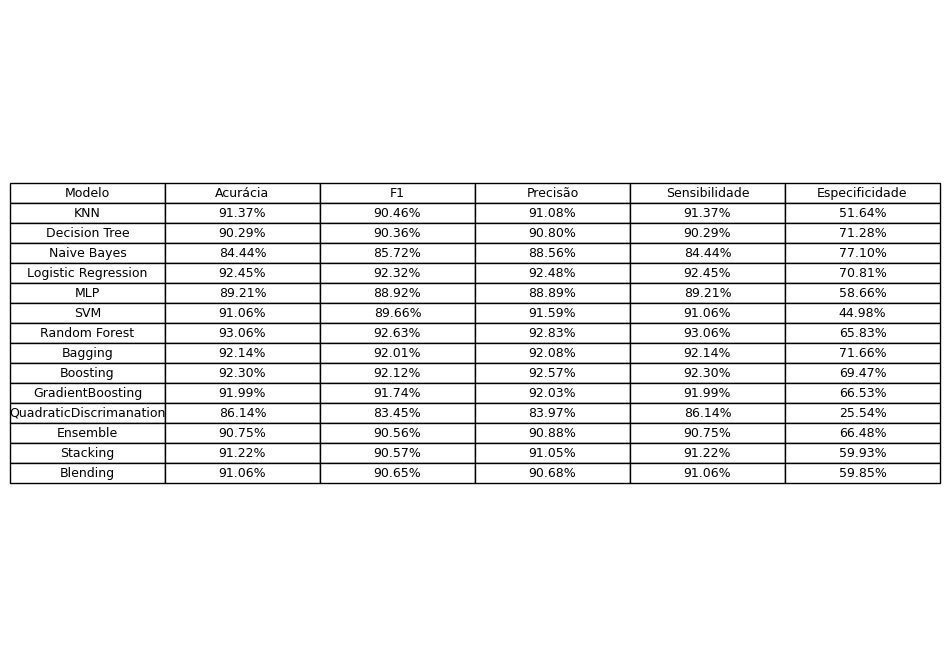 Modelo Acurácia F1 Precisão Sensibilidade Especificidade
KNN 91.37% 90.46% 91.08% 91.37% 51.64%
Decision Tree 90.29% 90.36% 90.80% 90.29% 71.28%
Naive Bayes 84.44% 85.72% 88.56% 84.44% 77.10%
Logistic Regression 92.45% 92.32% 92.48% 92.45% 70.81%
MLP 89.21% 88.92% 88.89% 89.21% 58.66%
SVM 91.06% 89.66% 91.59% 91.06% 44.98%
Random Forest 93.06% 92.63% 92.83% 93.06% 65.83%
Bagging 92.14% 92.01% 92.08% 92.14% 71.66%
Boosting 92.30% 92.12% 92.57% 92.30% 69.47%
GradientBoosting 91.99% 91.74% 92.03% 91.99% 66.53%
QuadraticDiscrimanation 86.14% 83.45% 83.97% 86.14% 25.54%
Ensemble 90.75% 90.56% 90.88% 90.75% 66.48%
Stacking 91.22% 90.57% 91.05% 91.22% 59.93%
Blending 91.06% 90.65% 90.68% 91.06% 59.85%